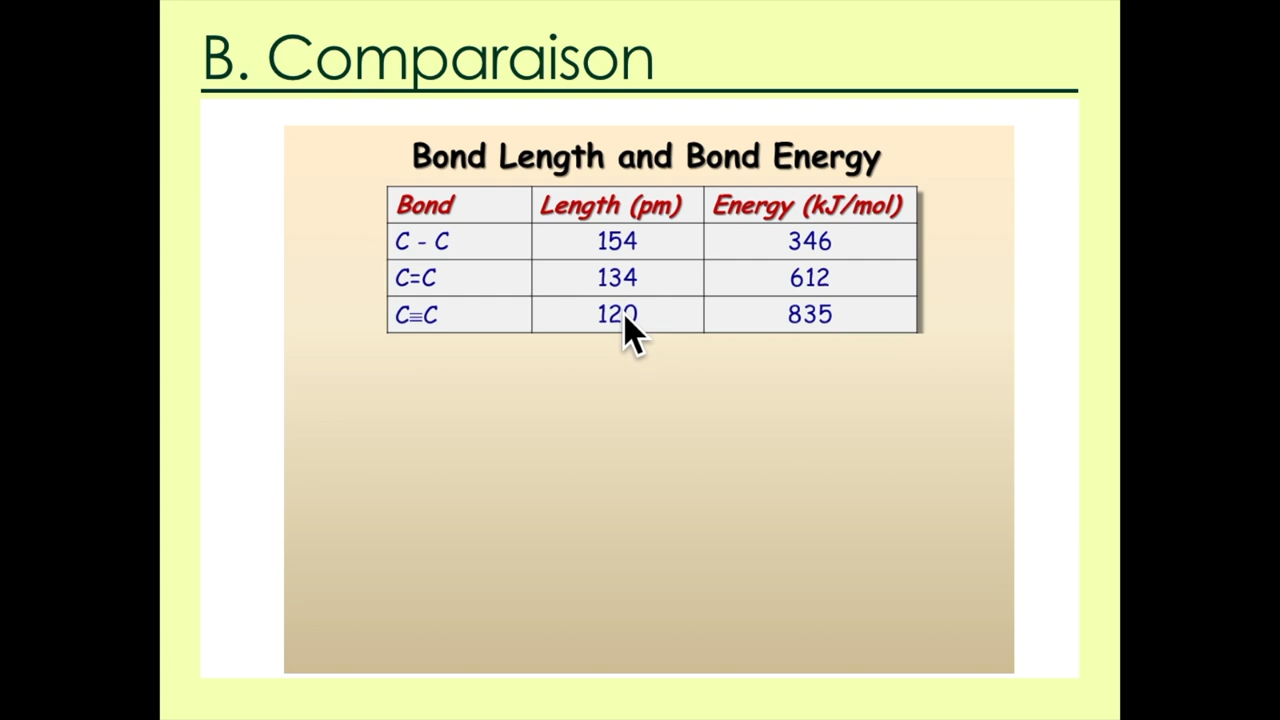 B. Comparaison
Bond Length and Bond Energy
Bond Length (pm) Energy (kJ/mol)
C - C 154 346
C=C 134 612
C≡C 120 835